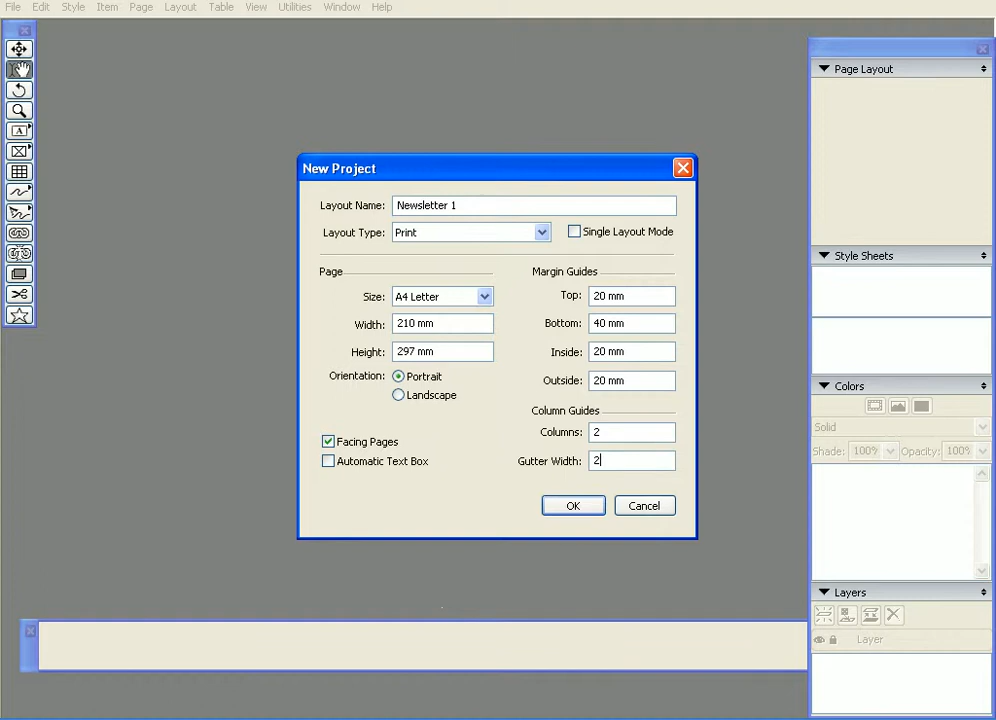 File Edit Style Item Page Layout Table View Utilities Window Help
Page Layout
New Project
Layout Name: Newsletter 1
Layout Type: Print Single Layout Mode
Page Margin Guides
Size: A4 Letter Top: 20 mm
Width: 210 mm Bottom: 40 mm
Height: 297 mm Inside: 20 mm
Orientation: Portrait Outside: 20 mm
Landscape
Column Guides
Columns: 2
Facing Pages
Automatic Text Box Gutter Width: 2
OK Cancel
Style Sheets
Colors
Solid
Shade: 100% Opacity: 100%
Layers
Layer
A